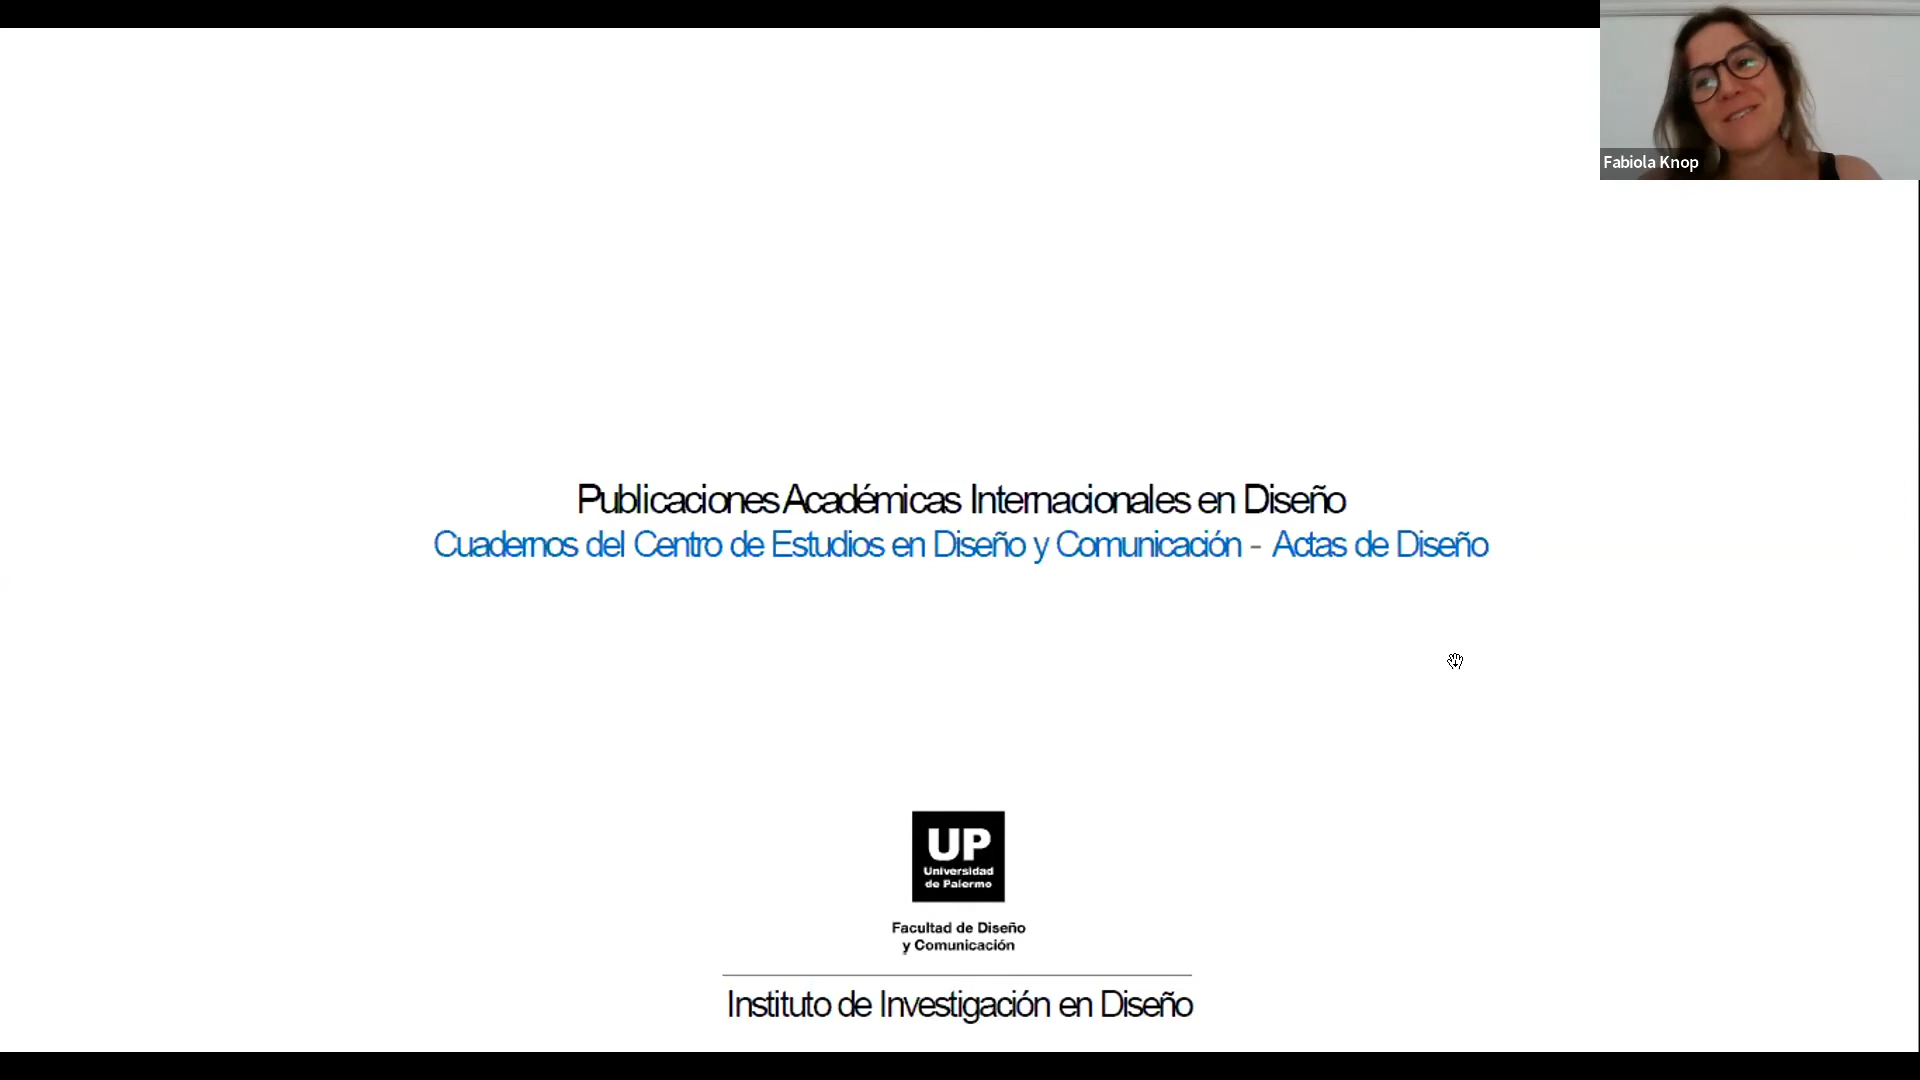 Fabiola Knop
Publicaciones Académicas Internacionales en Diseño
Cuadernos del Centro de Estudios en Diseño y Comunicación - Actas de Diseño
UP
Universidad
de Palermo
Facultad de Diseño
y Comunicación
Instituto de Investigación en Diseño